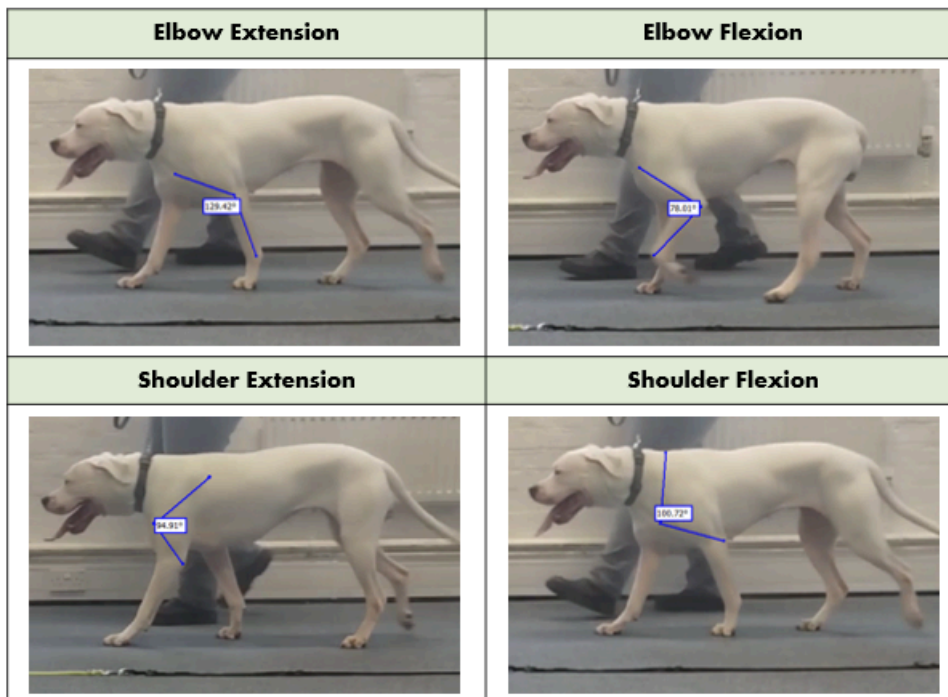 Elbow Extension
Elbow Flexion
129.42°
78.01°
Shoulder Extension
Shoulder Flexion
94.91°
100.72°